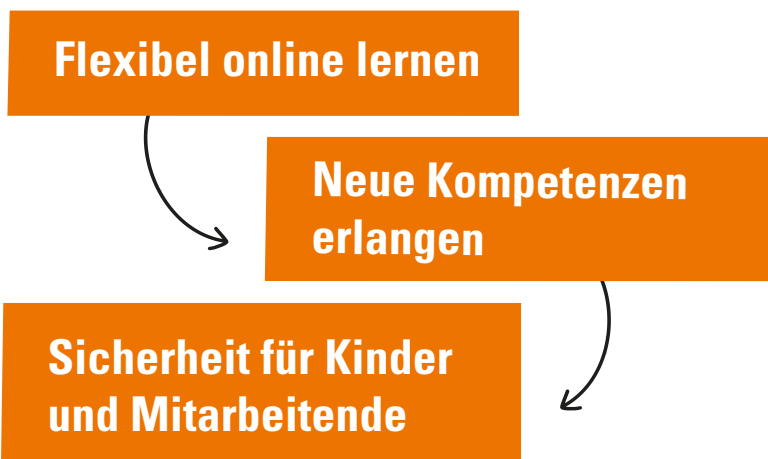 Flexibel online lernen
Neue Kompetenzen
erlangen
Sicherheit für Kinder
und Mitarbeitende